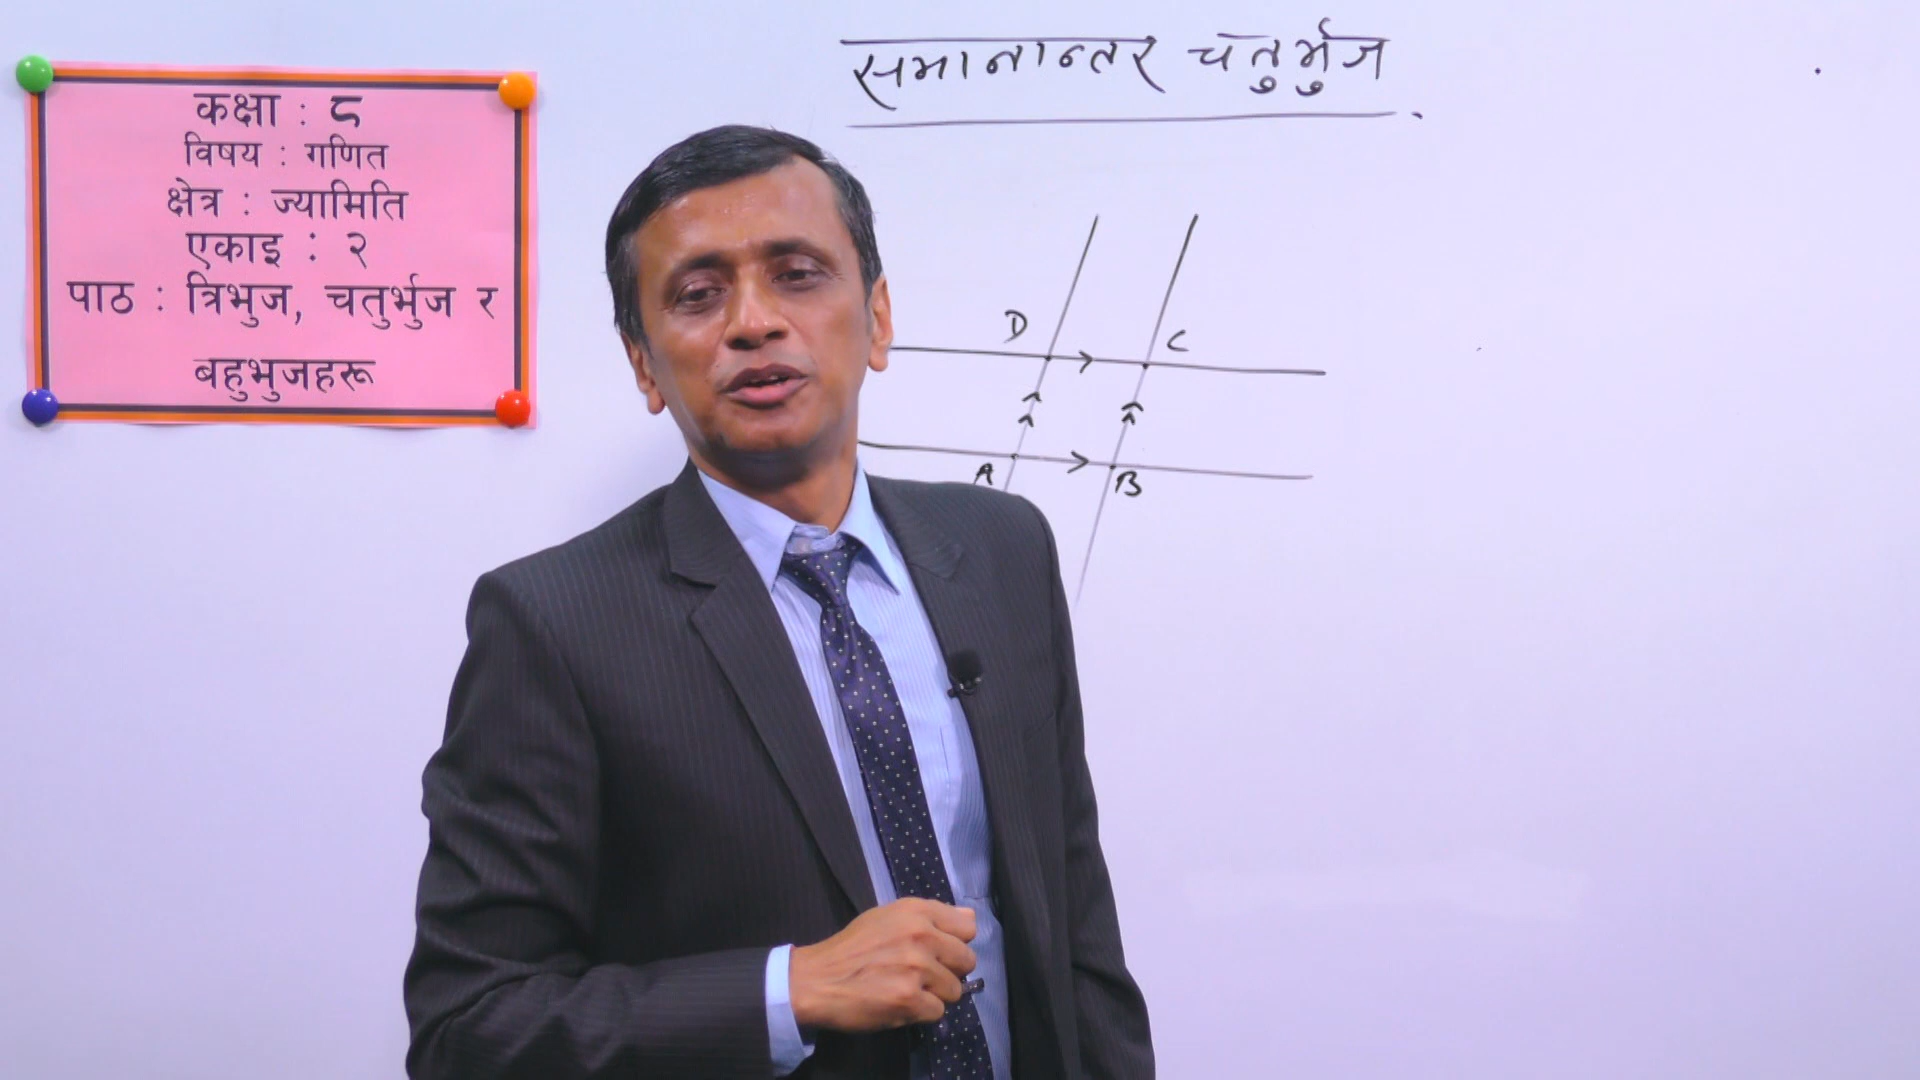 कक्षा : ८
विषय : गणित
क्षेत्र : ज्यामिति
एकाइ : २
पाठ : त्रिभुज, चतुर्भुज र
बहुभुजहरू
समानान्तर चतुर्भुज
D
C
A
B